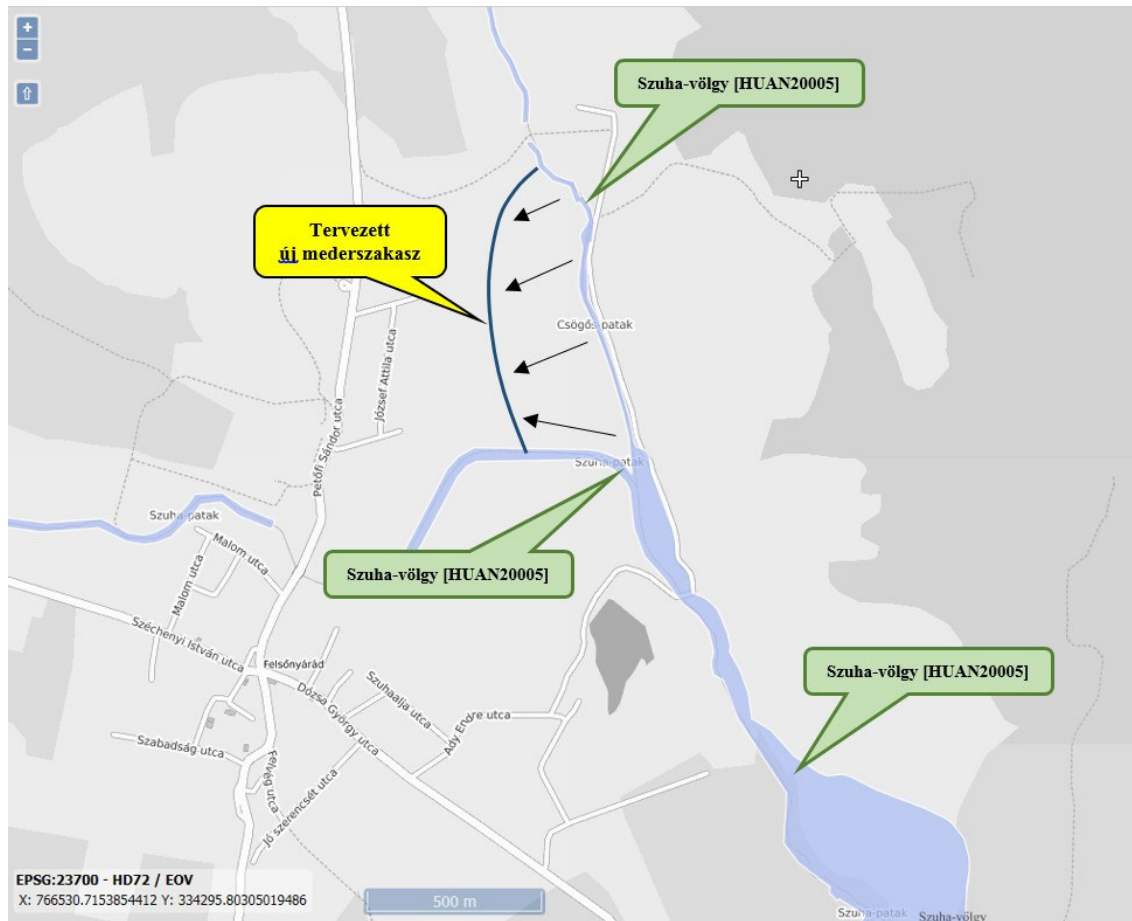 +
−
⇧
Szuha-völgy [HUAN20005]
Tervezett
új mederszakasz
Csögős-patak
József Attila utca
Petőfi Sándor utca
Szuha-patak
Szuha-patak
Malom utca
Malom utca
Szuha-völgy [HUAN20005]
Széchenyi István utca
Felsőnyárád
Szuha-völgy [HUAN20005]
Dózsa György utca
Szuhaalja utca
Ady Endre utca
Szabadság utca
Felvég utca
Jó szerencsét utca
EPSG:23700 - HD72 / EOV
X: 766530.7153854412 Y: 334295.80305019486
500 m
Szuha-patak
Szuha-völgy